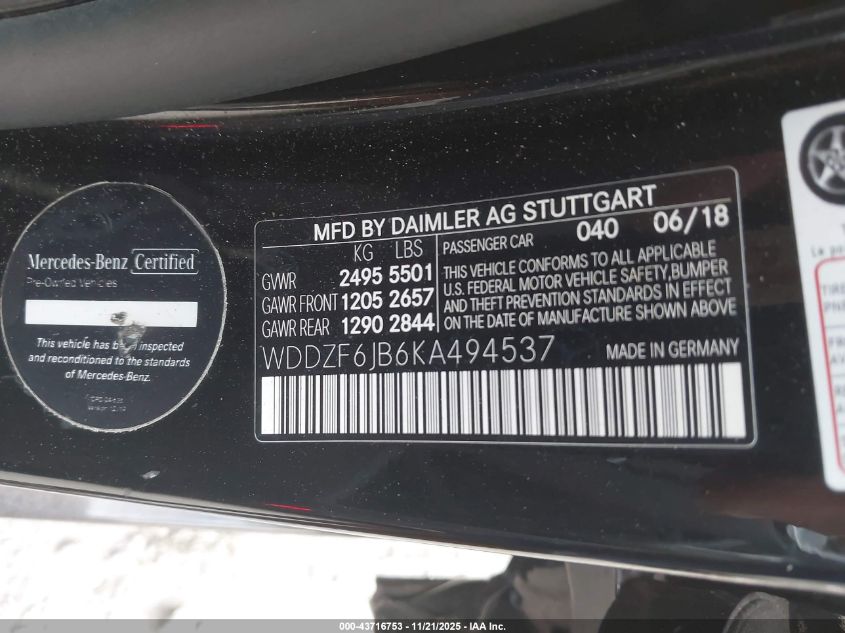 Mercedes-Benz Certified
Pre-Owned Vehicles
This vehicle has been inspected
and reconditioned to the standards
of Mercedes-Benz.
MFD BY DAIMLER AG STUTTGART
KG LBS
GWR 2495 5501
GAWR FRONT 1205 2657
GAWR REAR 1290 2844
PASSENGER CAR 040 06/18
THIS VEHICLE CONFORMS TO ALL APPLICABLE
U.S. FEDERAL MOTOR VEHICLE SAFETY, BUMPER
AND THEFT PREVENTION STANDARDS IN EFFECT
ON THE DATE OF MANUFACTURE SHOWN ABOVE
WDDZF6JB6KA494537 MADE IN GERMANY
000-43716753 - 11/21/2025 - IAA Inc.